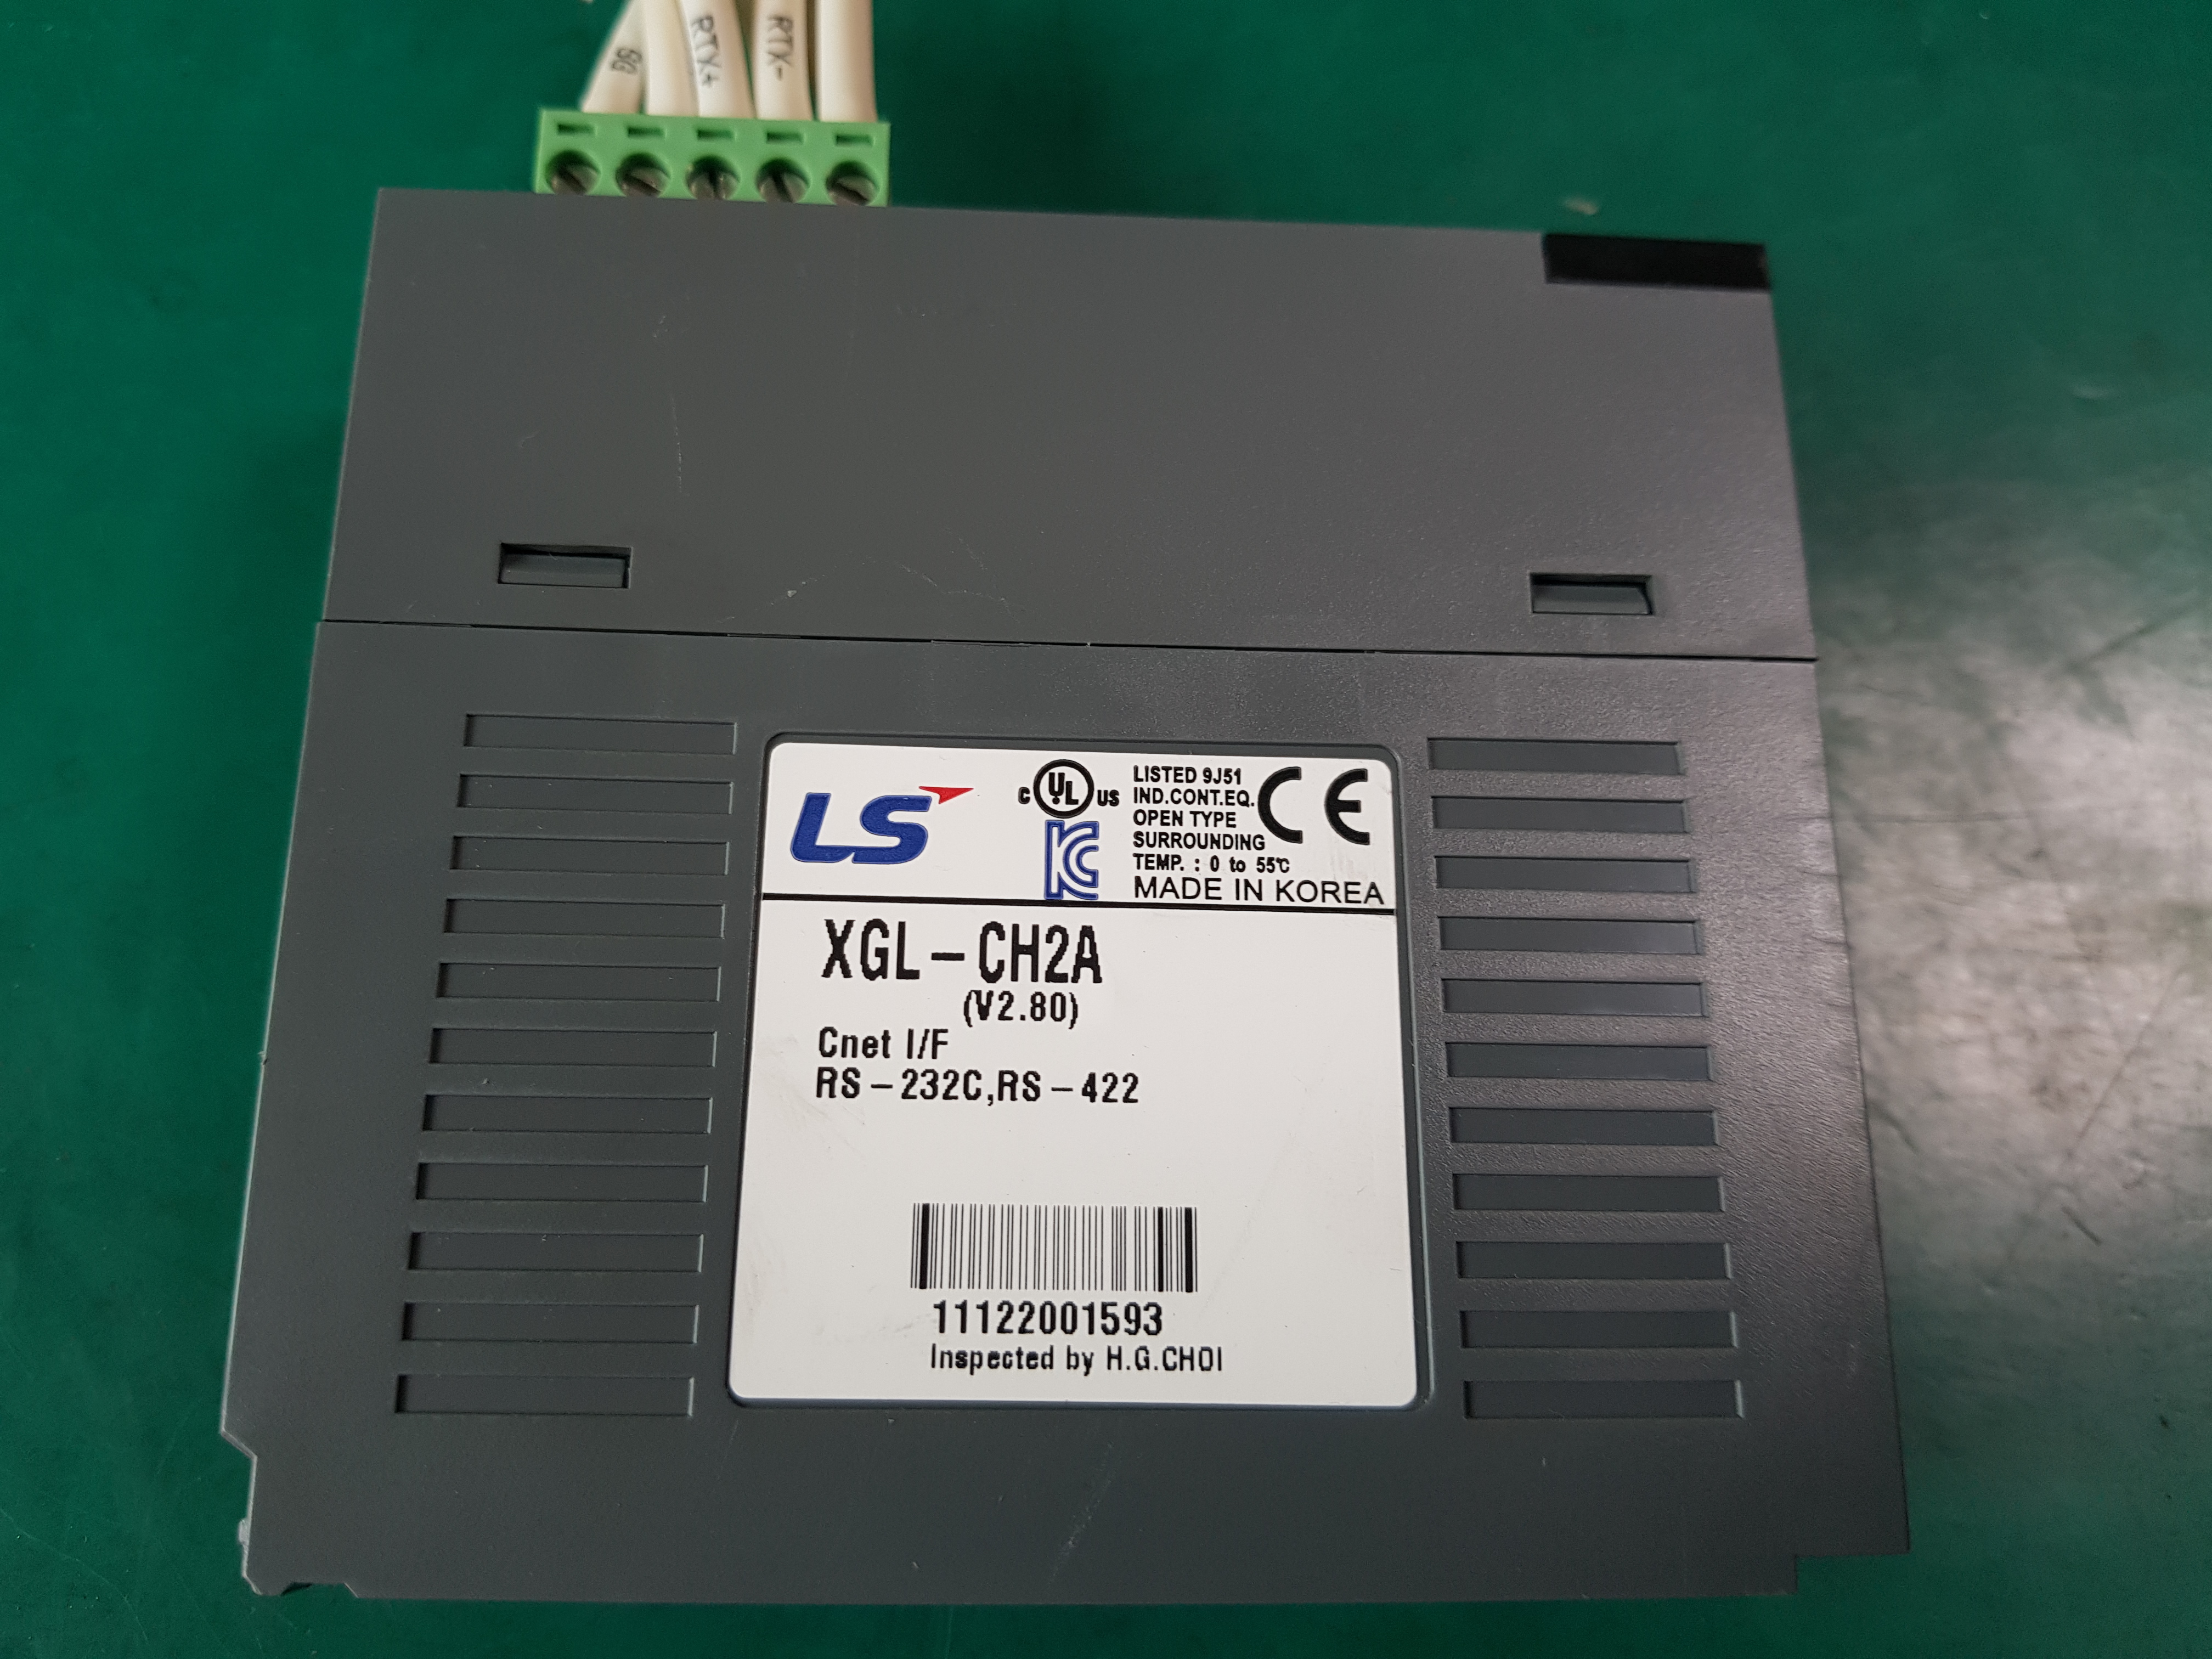 SG
RTX+
RTX-
LS
C UL US
LISTED 9J51
IND.CONT.EQ.
OPEN TYPE
SURROUNDING
TEMP. : 0 to 55℃
MADE IN KOREA
CE
KC
XGL-CH2A
(V2.80)
Cnet I/F
RS-232C,RS-422
11122001593
Inspected by H.G.CHOI